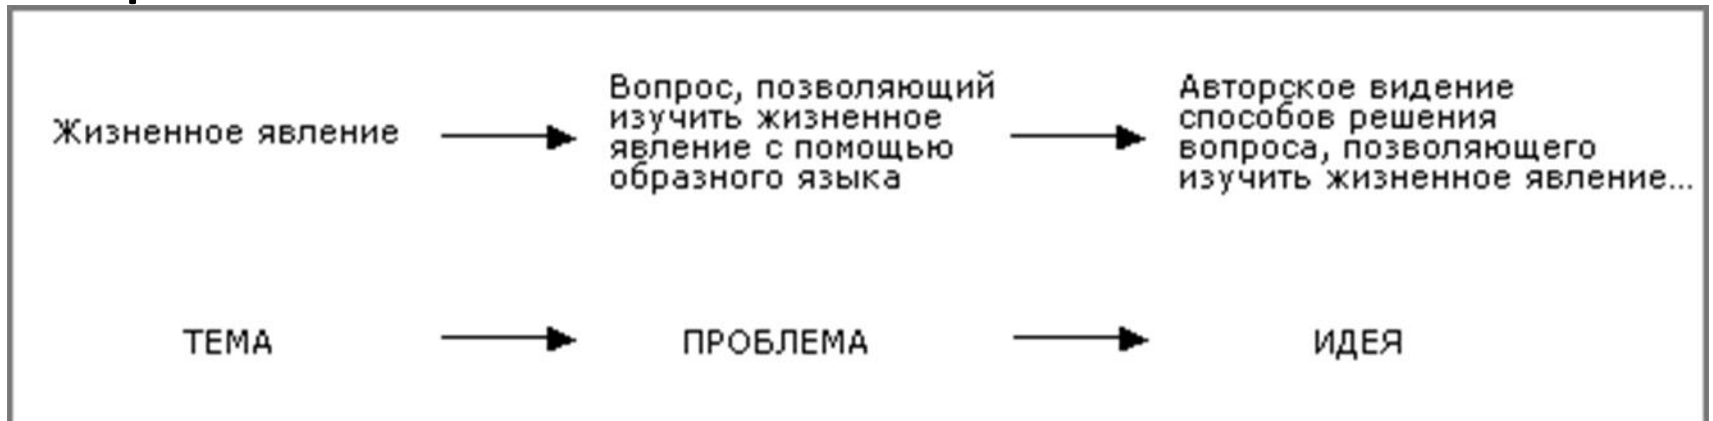 Жизненное явление
Вопрос, позволяющий
изучить жизненное
явление с помощью
образного языка
Авторское видение
способов решения
вопроса, позволяющего
изучить жизненное явление...
ТЕМА
ПРОБЛЕМА
ИДЕЯ